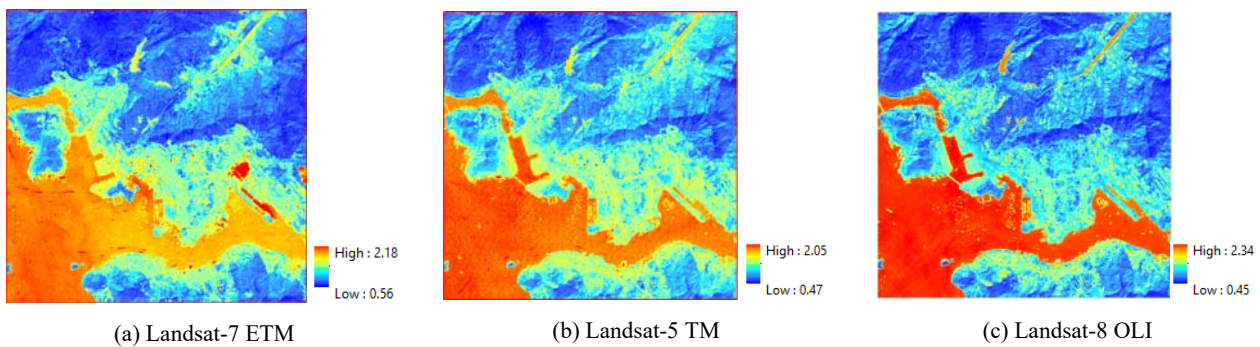 High : 2.18
Low : 0.56
(a) Landsat-7 ETM
High : 2.05
Low : 0.47
(b) Landsat-5 TM
High : 2.34
Low : 0.45
(c) Landsat-8 OLI